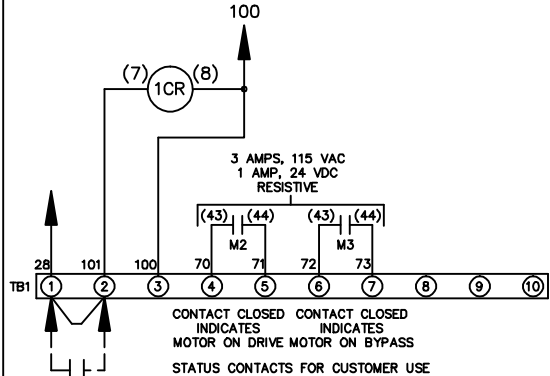 100
(7) 1CR (8)
3 AMPS, 115 VAC
1 AMP, 24 VDC
RESISTIVE
(43) (44) (43) (44)
M2 M3
28 101 100 70 71 72 73
TB1 1 2 3 4 5 6 7 8 9 10
CONTACT CLOSED CONTACT CLOSED
INDICATES INDICATES
MOTOR ON DRIVE MOTOR ON BYPASS
STATUS CONTACTS FOR CUSTOMER USE